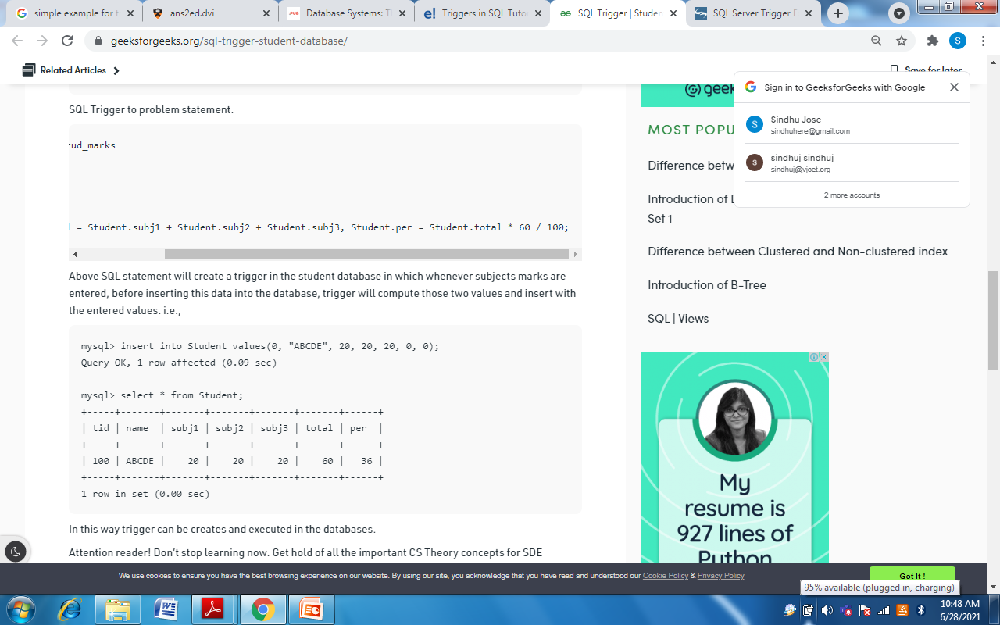 simple example for t
ans2ed.dvi
Database Systems: Th
Triggers in SQL Tuto
SQL Trigger | Studen
SQL Server Trigger E
geeksforgeeks.org/sql-trigger-student-database/
S
Related Articles
Save for later
geek
Sign in to GeeksforGeeks with Google
S
Sindhu Jose
sindhuhere@gmail.com
s
sindhuj sindhuj
sindhuj@vjcet.org
2 more accounts
SQL Trigger to problem statement.
tud_marks
l = Student.subj1 + Student.subj2 + Student.subj3, Student.per = Student.total * 60 / 100;
Above SQL statement will create a trigger in the student database in which whenever subjects marks are
entered, before inserting this data into the database, trigger will compute those two values and insert with
the entered values. i.e.,
mysql> insert into Student values(0, "ABCDE", 20, 20, 20, 0, 0);
Query OK, 1 row affected (0.09 sec)
mysql> select * from Student;
+-----+-------+-------+-------+-------+-------+------+
| tid | name  | subj1 | subj2 | subj3 | total | per  |
+-----+-------+-------+-------+-------+-------+------+
| 100 | ABCDE |    20 |    20 |    20 |    60 |   36 |
+-----+-------+-------+-------+-------+-------+------+
1 row in set (0.00 sec)
In this way trigger can be creates and executed in the databases.
Attention reader! Don't stop learning now. Get hold of all the important CS Theory concepts for SDE
MOST POPU
Difference betw
Introduction of
Set 1
Difference between Clustered and Non-clustered index
Introduction of B-Tree
SQL | Views
My
resume is
927 lines of
Python
We use cookies to ensure you have the best browsing experience on our website. By using our site, you acknowledge that you have read and understood our Cookie Policy & Privacy Policy
Got It !
95% available (plugged in, charging)
10:48 AM
6/28/2021